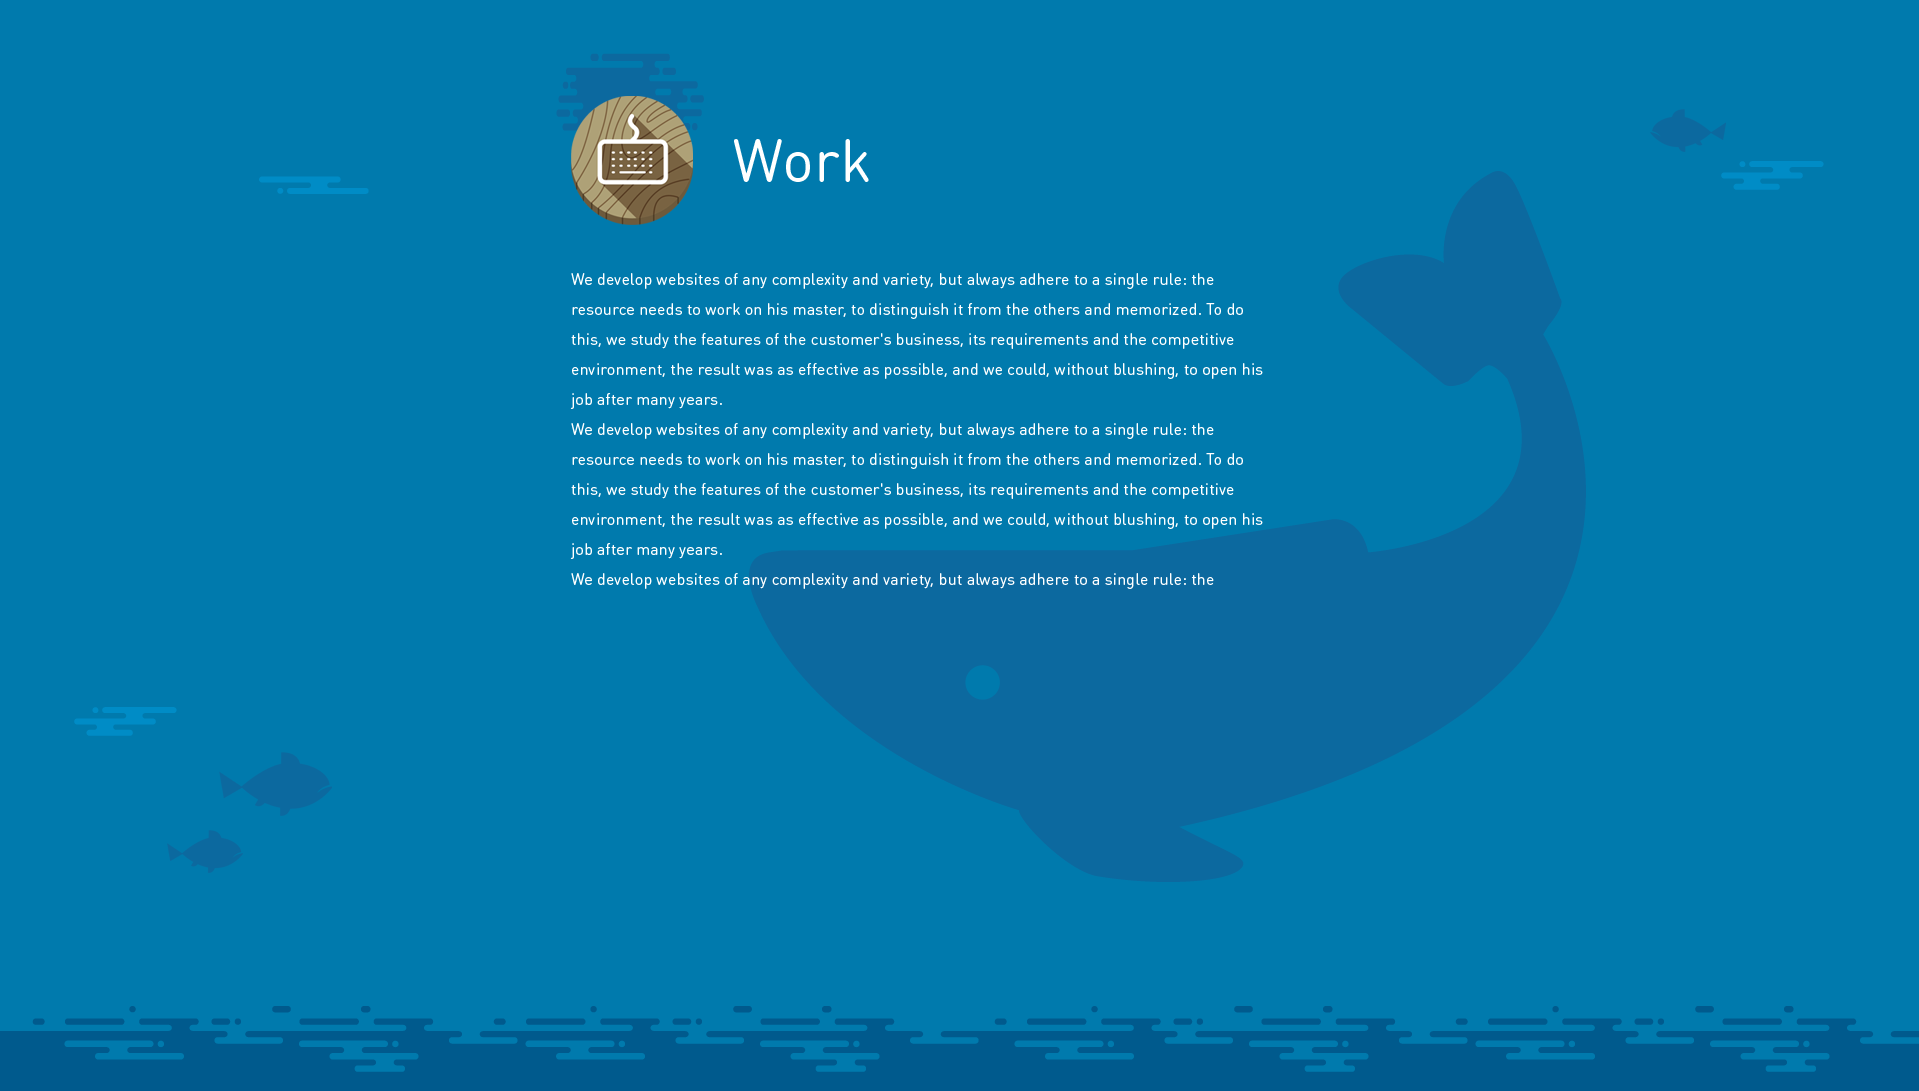 Work
We develop websites of any complexity and variety, but always adhere to a single rule: the
resource needs to work on his master, to distinguish it from the others and memorized. To do
this, we study the features of the customer's business, its requirements and the competitive
environment, the result was as effective as possible, and we could, without blushing, to open his
job after many years.
We develop websites of any complexity and variety, but always adhere to a single rule: the
resource needs to work on his master, to distinguish it from the others and memorized. To do
this, we study the features of the customer's business, its requirements and the competitive
environment, the result was as effective as possible, and we could, without blushing, to open his
job after many years.
We develop websites of any complexity and variety, but always adhere to a single rule: the